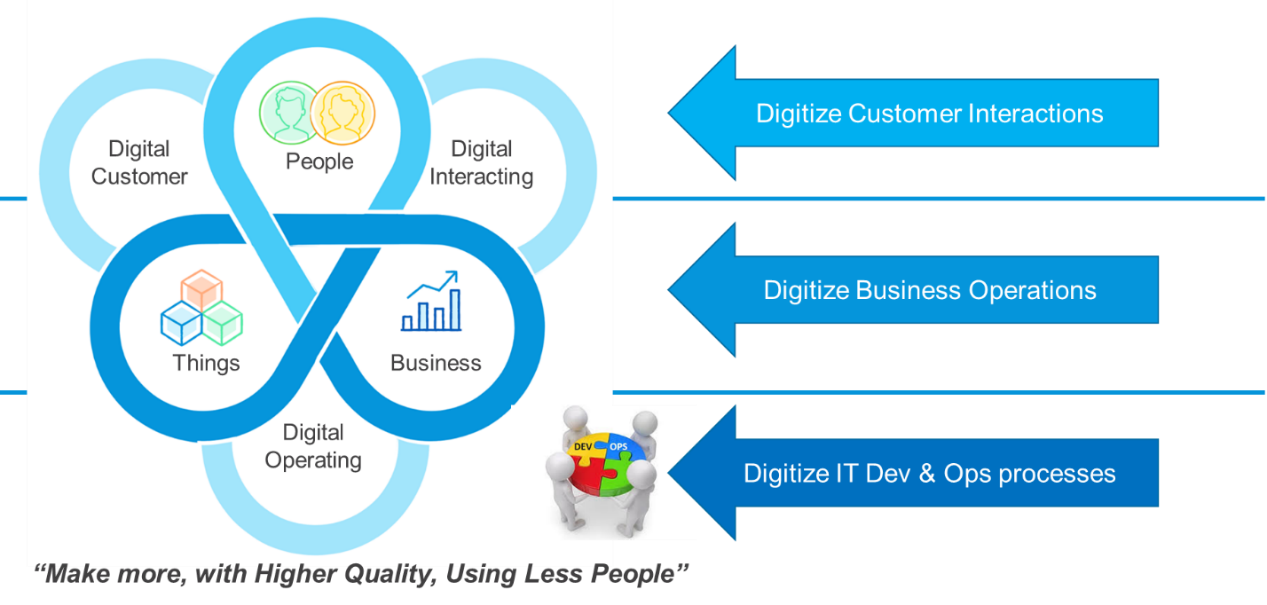 People
Digital
Customer
Digital
Interacting
Digitize Customer Interactions
Things
Business
Digitize Business Operations
Digital
Operating
DEV
OPS
Digitize IT Dev & Ops processes
“Make more, with Higher Quality, Using Less People”